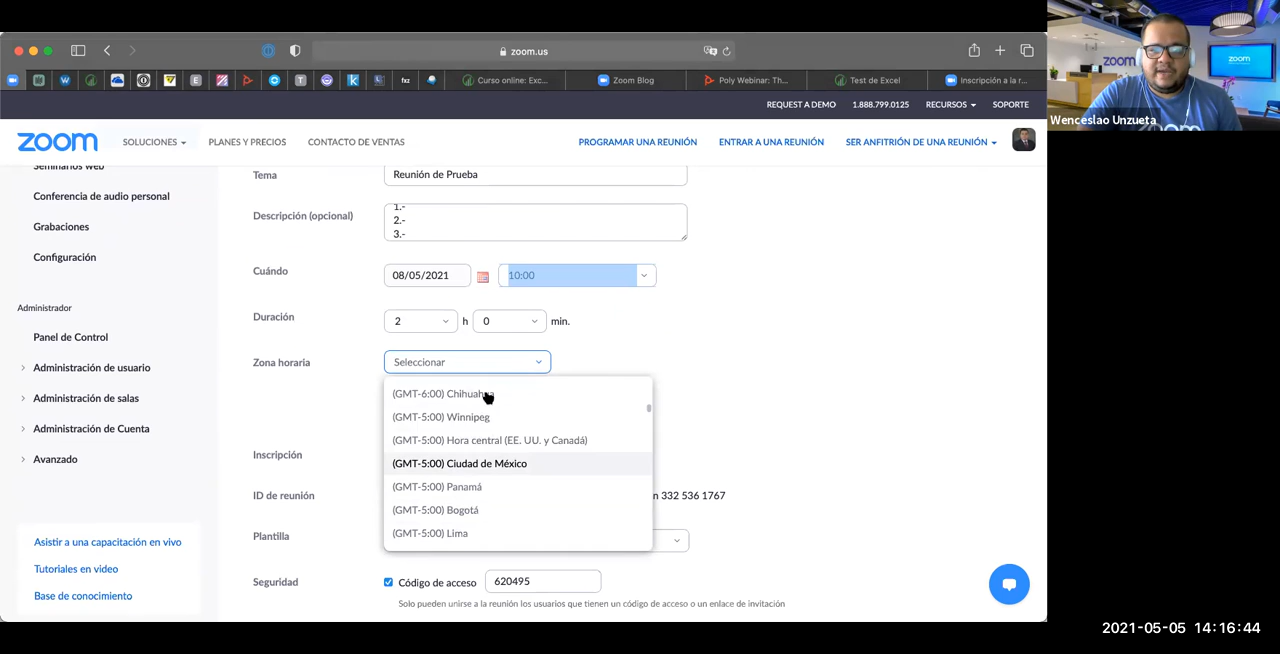 zoom.us
Curso online: Exc...
Zoom Blog
Poly Webinar: Th...
Test de Excel
Inscripción a la r...
REQUEST A DEMO
1.888.799.0125
RECURSOS
SOPORTE
zoom
SOLUCIONES
PLANES Y PRECIOS
CONTACTO DE VENTAS
PROGRAMAR UNA REUNIÓN
ENTRAR A UNA REUNIÓN
SER ANFITRIÓN DE UNA REUNIÓN
zoom
zoom
Wenceslao Unzueta
Seminarios web
Conferencia de audio personal
Grabaciones
Configuración
Administrador
Panel de Control
Administración de usuario
Administración de salas
Administración de Cuenta
Avanzado
Asistir a una capacitación en vivo
Tutoriales en video
Base de conocimiento
Tema
Reunión de Prueba
Descripción (opcional)
1.-
2.-
3.-
Cuándo
08/05/2021
10:00
Duración
2 h 0 min.
Zona horaria
Seleccionar
(GMT-6:00) Chihuahua
(GMT-5:00) Winnipeg
(GMT-5:00) Hora central (EE. UU. y Canadá)
(GMT-5:00) Ciudad de México
(GMT-5:00) Panamá
(GMT-5:00) Bogotá
(GMT-5:00) Lima
Inscripción
ID de reunión
n 332 536 1767
Plantilla
Seguridad
Código de acceso
620495
Solo pueden unirse a la reunión los usuarios que tienen un código de acceso o un enlace de invitación
2021-05-05 14:16:44